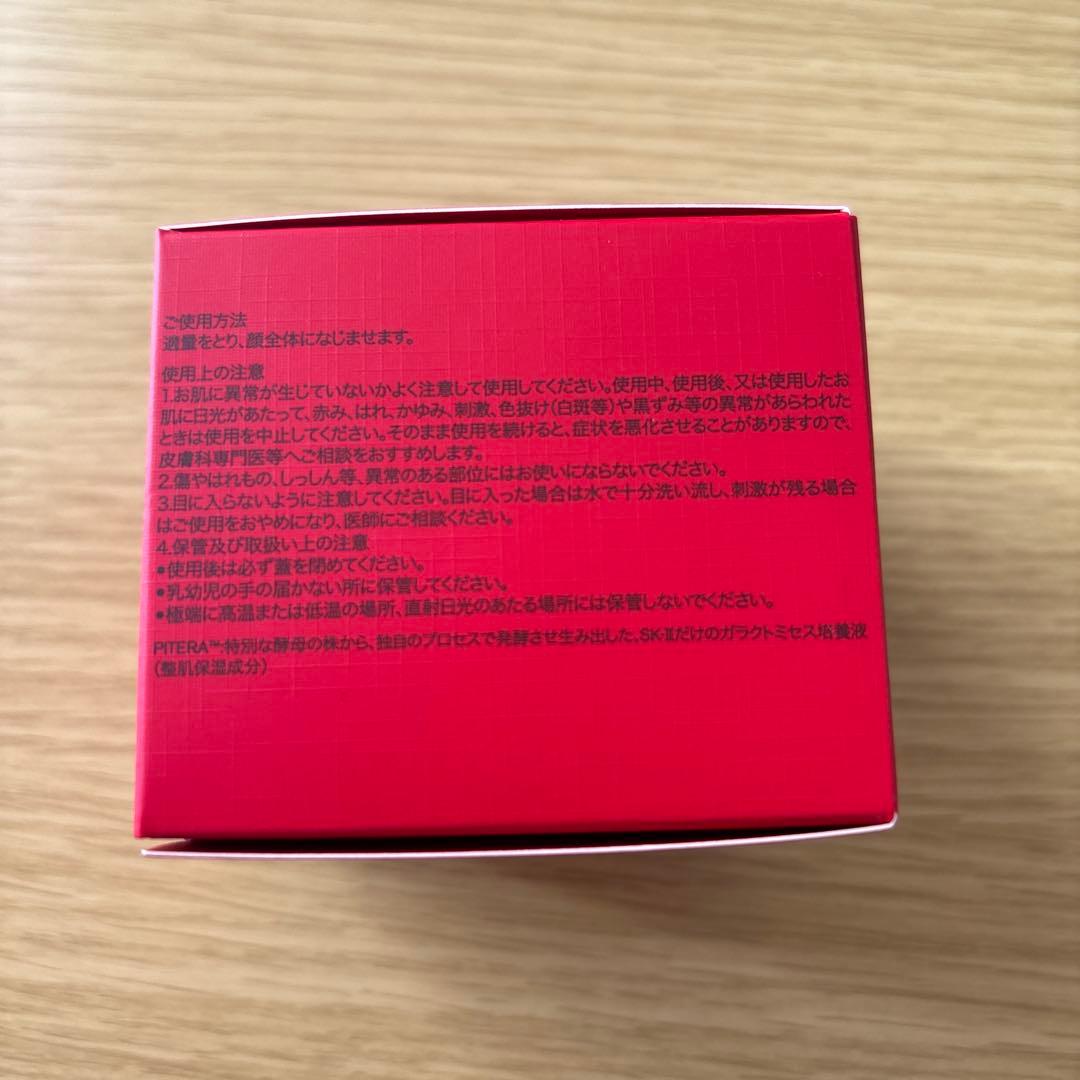 ご使用方法
適量をとり、顔全体になじませます。
使用上の注意
1.お肌に異常が生じていないかよく注意して使用してください。使用中、使用後、又は使用したお
肌に日光があたって、赤み、はれ、かゆみ、刺激、色抜け(白斑等)や黒ずみ等の異常があらわれた
ときは使用を中止してください。そのまま使用を続けると、症状を悪化させることがありますので、
皮膚科専門医等へご相談をおすすめします。
2.傷やはれもの、しっしん等、異常のある部位にはお使いにならないでください。
3.目に入らないように注意してください。目に入った場合は水で十分洗い流し、刺激が残る場合
はご使用をおやめになり、医師にご相談ください。
4.保管及び取扱い上の注意
•使用後は必ず蓋を閉めてください。
•乳幼児の手の届かない所に保管してください。
•極端に高温または低温の場所、直射日光のあたる場所には保管しないでください。
PITERA™:特別な酵母の株から、独自のプロセスで発酵させ生み出した、SK-Ⅱだけのガラクトミセス培養液
(整肌保湿成分)